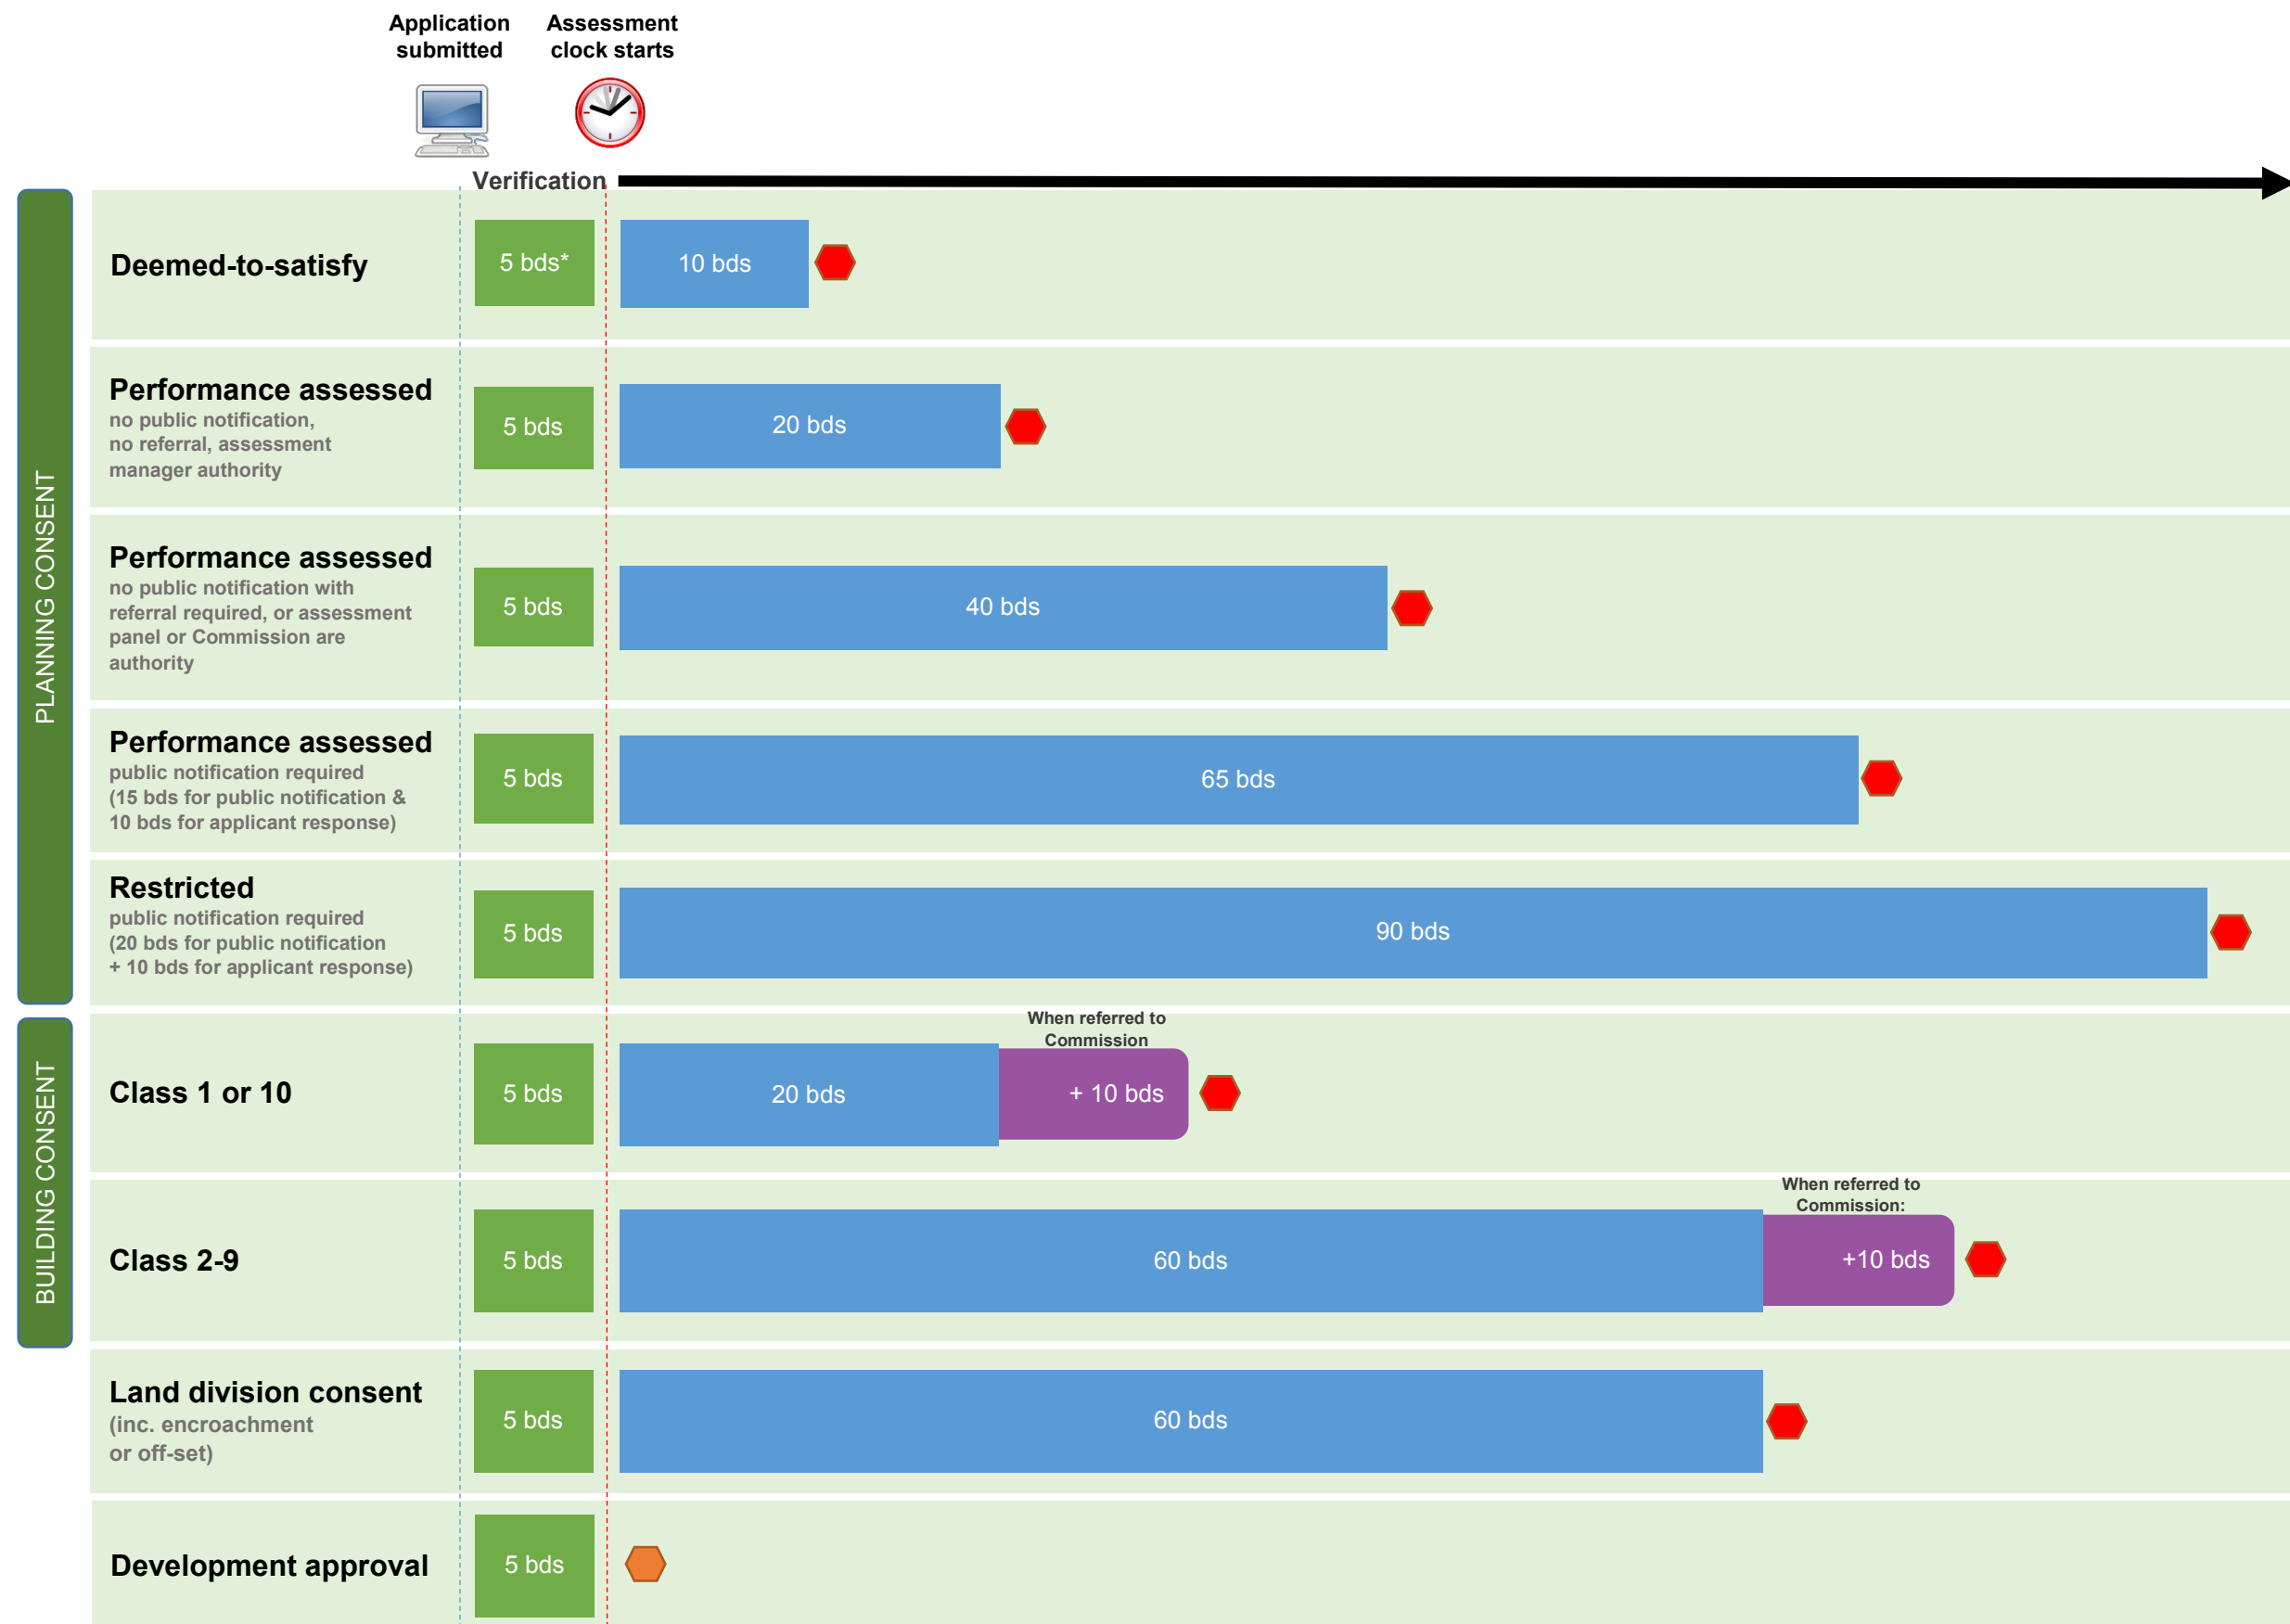 Application
submitted
Assessment
clock starts
Verification
PLANNING CONSENT
Deemed-to-satisfy
5 bds*
10 bds
Performance assessed
no public notification,
no referral, assessment
manager authority
5 bds
20 bds
Performance assessed
no public notification with
referral required, or assessment
panel or Commission are
authority
5 bds
40 bds
Performance assessed
public notification required
(15 bds for public notification &
10 bds for applicant response)
5 bds
65 bds
Restricted
public notification required
(20 bds for public notification
+ 10 bds for applicant response)
5 bds
90 bds
BUILDING CONSENT
Class 1 or 10
5 bds
20 bds
When referred to
Commission
+ 10 bds
Class 2-9
5 bds
60 bds
When referred to
Commission:
+10 bds
Land division consent
(inc. encroachment
or off-set)
5 bds
60 bds
Development approval
5 bds